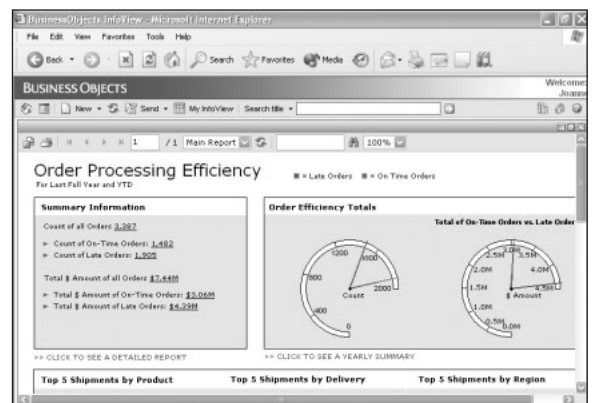 BusinessObjects InfoView - Microsoft Internet Explorer
File Edit View Favorites Tools Help
Back Search Favorites Media
BUSINESS OBJECTS
Welcome:
Joanne
New Send My InfoView Search title
1 /1 Main Report 100%
Order Processing Efficiency
= Late Orders = On Time Orders
For Last Full Year and YTD
Summary Information
Count of all Orders 3,387
Count of On-Time Orders: 1,482
Count of Late Orders: 1,905
Total $ Amount of all Orders $7.44M
Total $ Amount of On-Time Orders: $3.06M
Total $ Amount of Late Orders: $4.39M
>> CLICK TO SEE A DETAILED REPORT
Order Efficiency Totals
Total of On-Time Orders vs. Late Order
1200 1600
800 2000
Count
400
0
2.5M 3.0M 3.5M
2.0M 4.0M
1.5M 4.5M
$ Amount
1.0M
0.5M 0.0M
>> CLICK TO SEE A YEARLY SUMMARY
Top 5 Shipments by Product Top 5 Shipments by Delivery Top 5 Shipments by Region